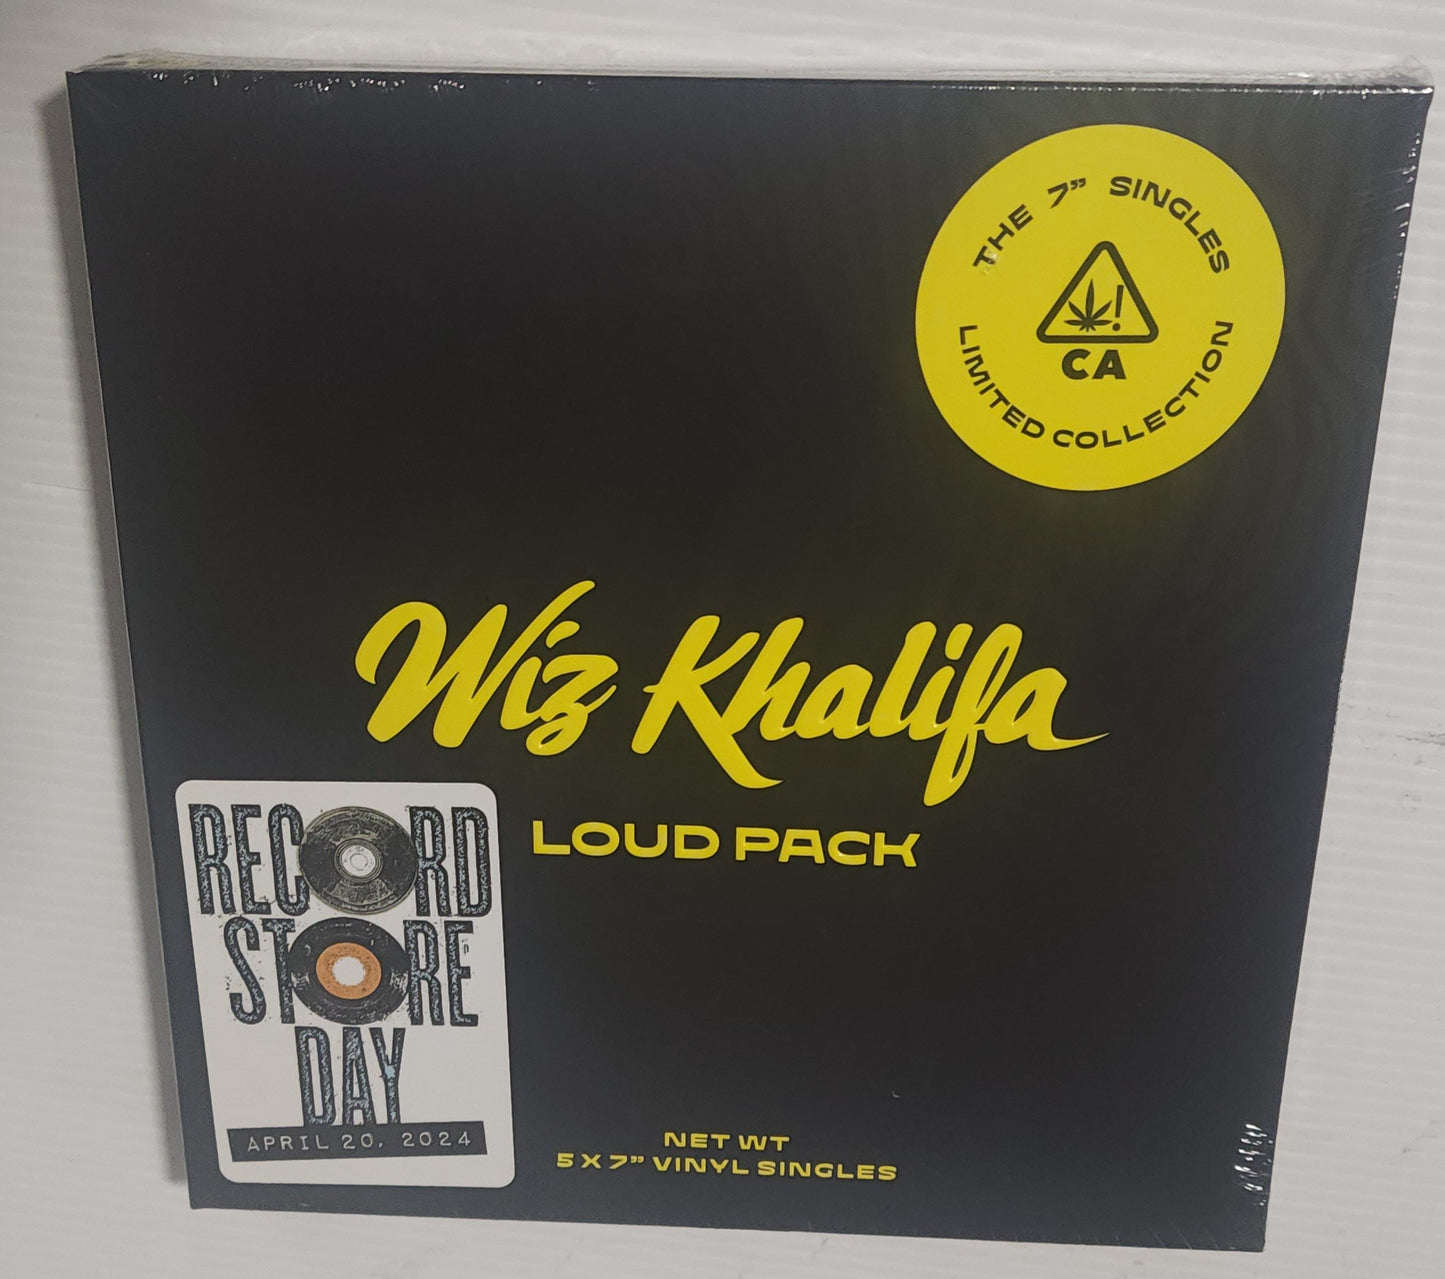 THE 7” SINGLES
CA
LIMITED COLLECTION
Wiz Khalifa
LOUD PACK
RECORD
STORE
DAY
APRIL 20, 2024
NET WT
5 X 7” VINYL SINGLES